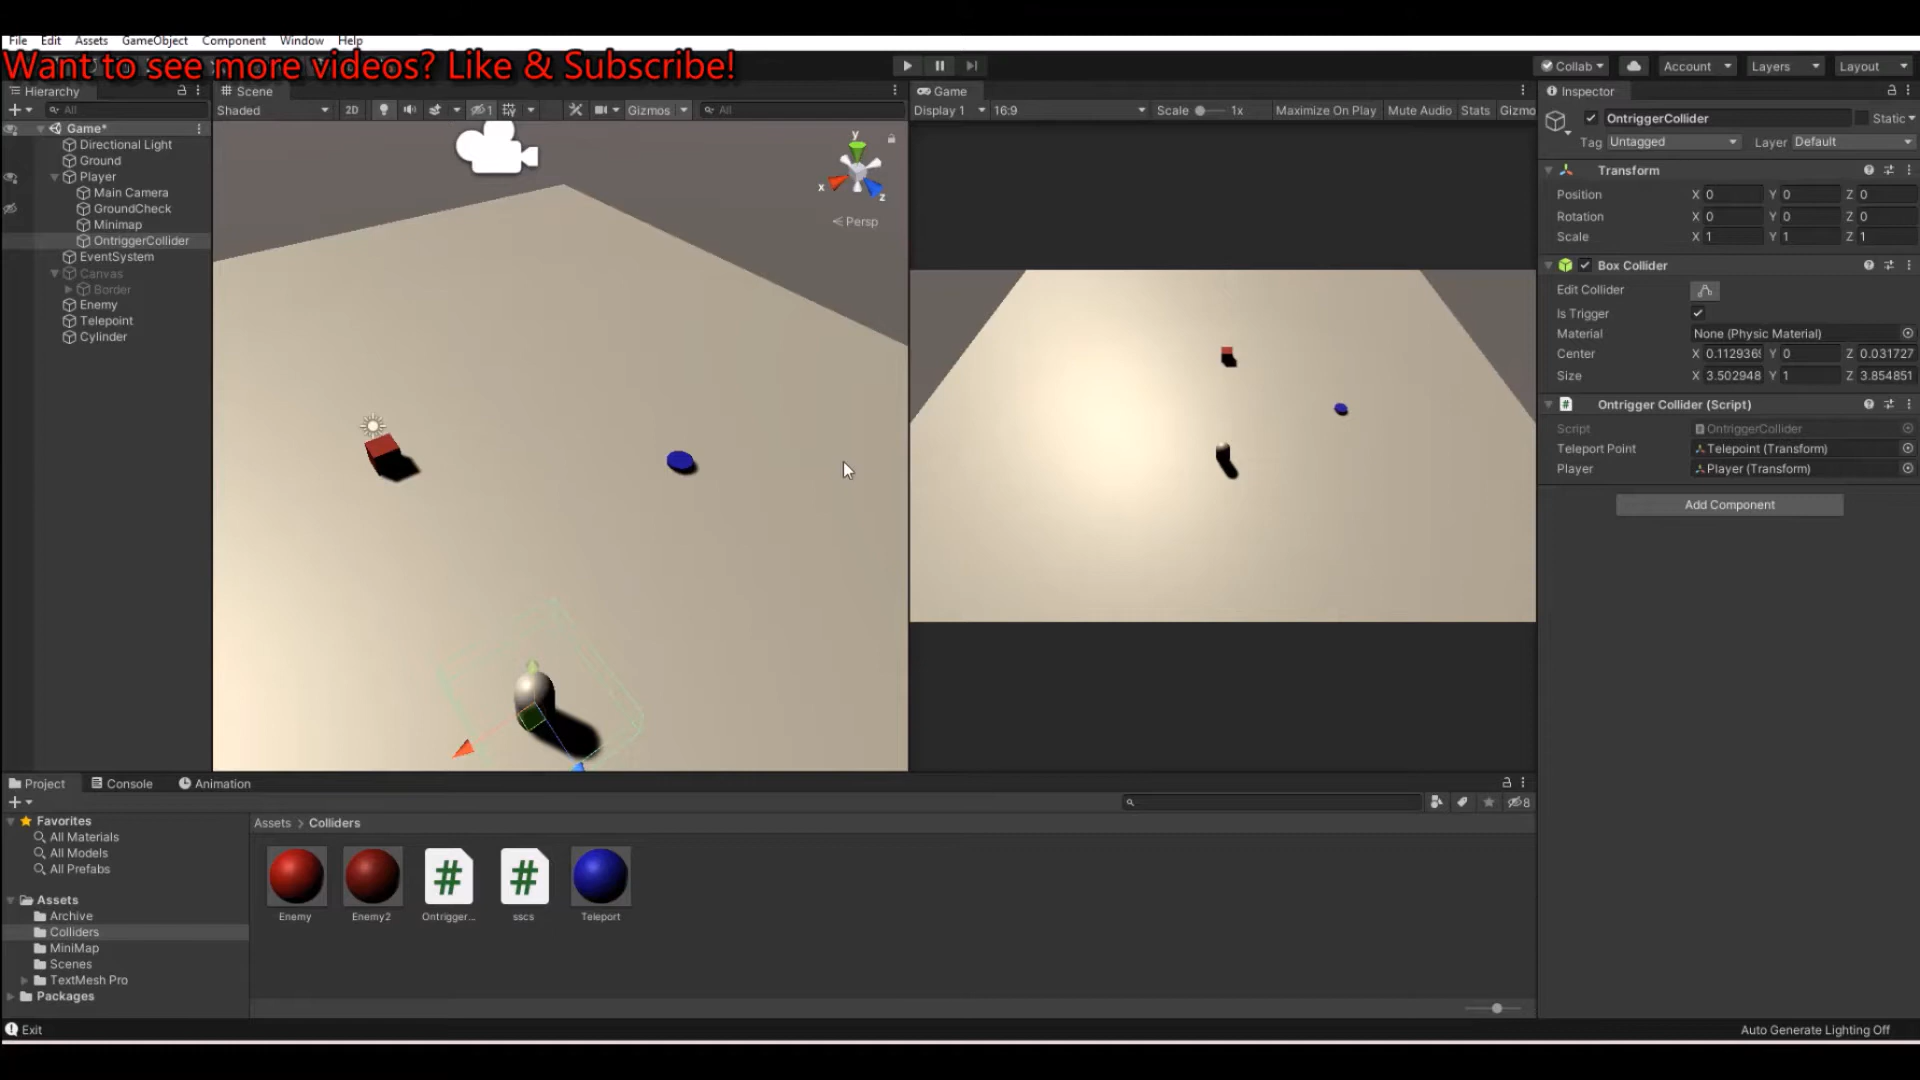 File Edit Assets GameObject Component Window Help
Want to see more videos? Like & Subscribe!
Collab Account Layers Layout
Hierarchy
All
Game*
Directional Light
Ground
Player
Main Camera
GroundCheck
Minimap
OntriggerCollider
EventSystem
Canvas
Border
Enemy
Telepoint
Cylinder
Scene
Shaded 2D 1 Gizmos All
y
x
z
Persp
Game
Display 1 16:9 Scale 1x Maximize On Play Mute Audio Stats Gizmo
Inspector
OntriggerCollider Static
Tag Untagged Layer Default
Transform
Position X 0 Y 0 Z 0
Rotation X 0 Y 0 Z 0
Scale X 1 Y 1 Z 1
Box Collider
Edit Collider
Is Trigger
Material None (Physic Material)
Center X 0.112936 Y 0 Z 0.031727
Size X 3.502948 Y 1 Z 3.854851
Ontrigger Collider (Script)
Script OntriggerCollider
Teleport Point Telepoint (Transform)
Player Player (Transform)
Add Component
Project Console Animation
8
Favorites
All Materials
All Models
All Prefabs
Assets
Archive
Colliders
MiniMap
Scenes
TextMesh Pro
Packages
Assets > Colliders
Enemy Enemy2 Ontrigger... sscs Teleport
Exit
Auto Generate Lighting Off